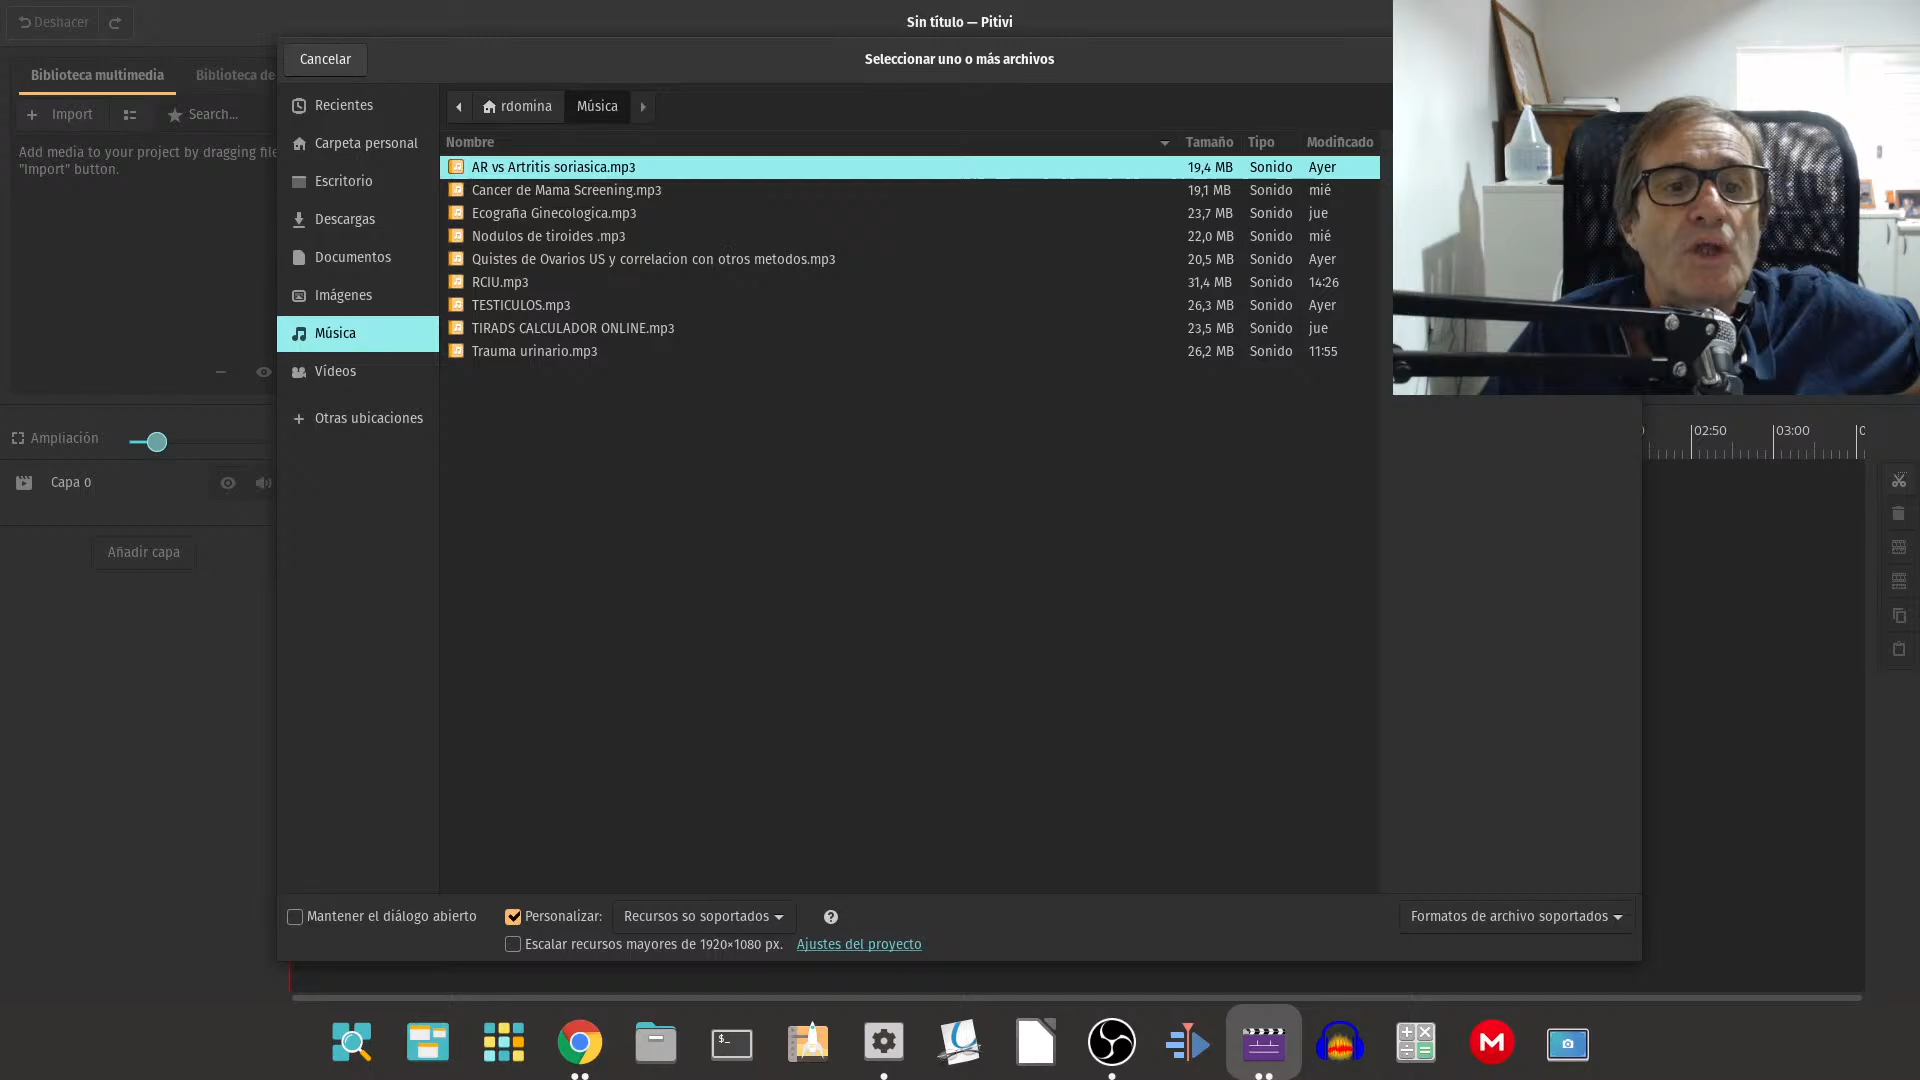 Deshacer
Sin título — Pitivi
Cancelar
Seleccionar uno o más archivos
Biblioteca multimedia
Biblioteca de
Import
Search...
Add media to your project by dragging file
"Import" button.
Recientes
Carpeta personal
Escritorio
Descargas
Documentos
Imágenes
Música
Vídeos
Otras ubicaciones
rdomina
Música
Nombre Tamaño Tipo Modificado
AR vs Artritis soriasica.mp3 19,4 MB Sonido Ayer
Cancer de Mama Screening.mp3 19,1 MB Sonido mié
Ecografia Ginecologica.mp3 23,7 MB Sonido jue
Nodulos de tiroides .mp3 22,0 MB Sonido mié
Quistes de Ovarios US y correlacion con otros metodos.mp3 20,5 MB Sonido Ayer
RCIU.mp3 31,4 MB Sonido 14:26
TESTICULOS.mp3 26,3 MB Sonido Ayer
TIRADS CALCULADOR ONLINE.mp3 23,5 MB Sonido jue
Trauma urinario.mp3 26,2 MB Sonido 11:55
Ampliación
02:50 03:00
Capa 0
Añadir capa
Mantener el diálogo abierto
Personalizar:
Recursos so soportados
Formatos de archivo soportados
Escalar recursos mayores de 1920×1080 px.
Ajustes del proyecto